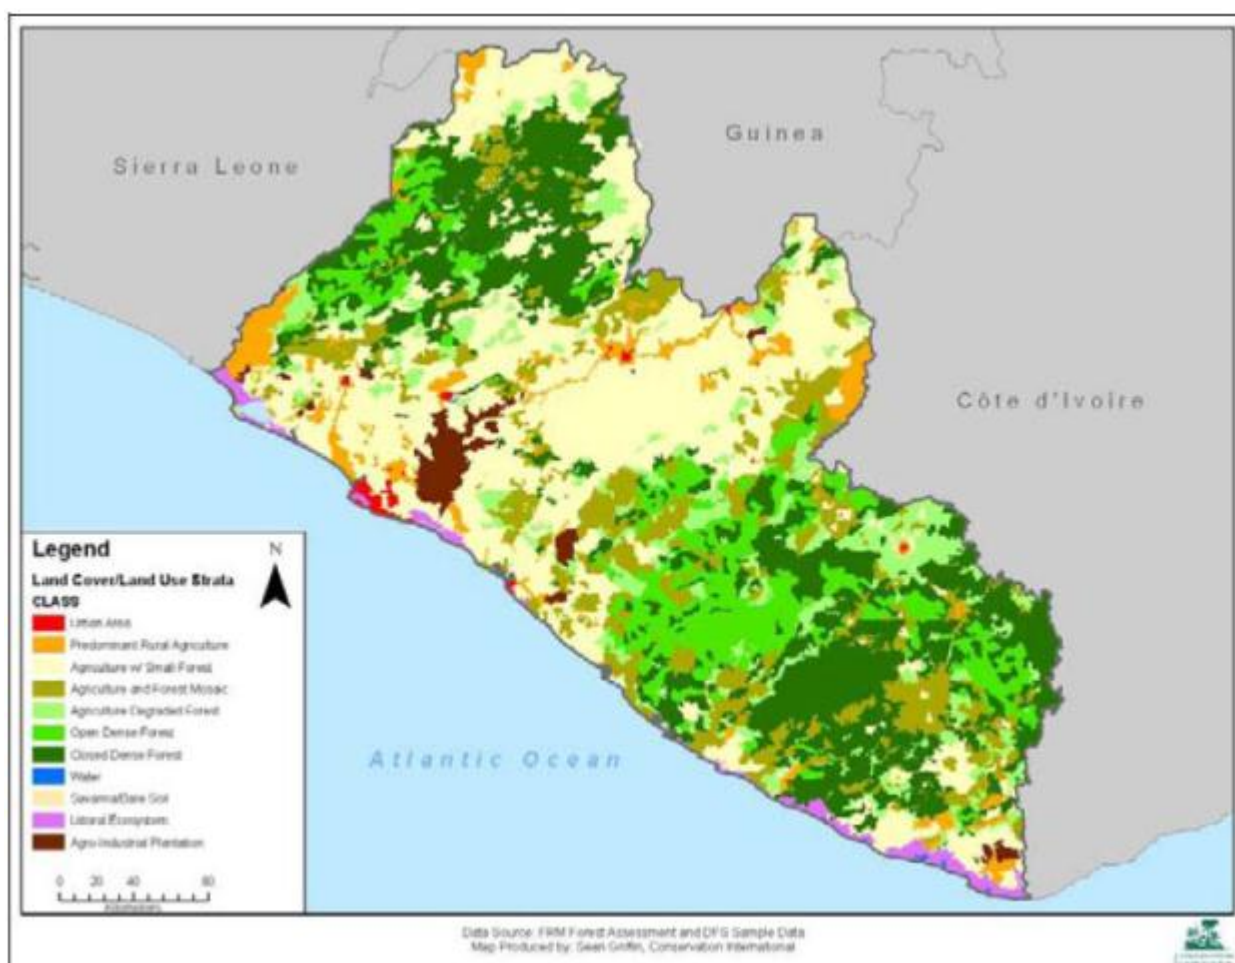 Guinea
Sierra Leone
Côte d'Ivoire
Atlantic Ocean
Legend
N
Land Cover/Land Use Strata
CLASS
Urban Area
Predominant Rural Agriculture
Agriculture w/ Small Forest
Agriculture and Forest Mosaic
Agriculture Degraded Forest
Open Dense Forest
Closed Dense Forest
Water
Savanna/Bare Soil
Littoral Ecosystem
Agro-Industrial Plantation
0 20 40 80
Kilometers
Data Source: FRM Forest Assessment and DFS Sample Data
Map Produced by: Sean Griffin, Conservation International